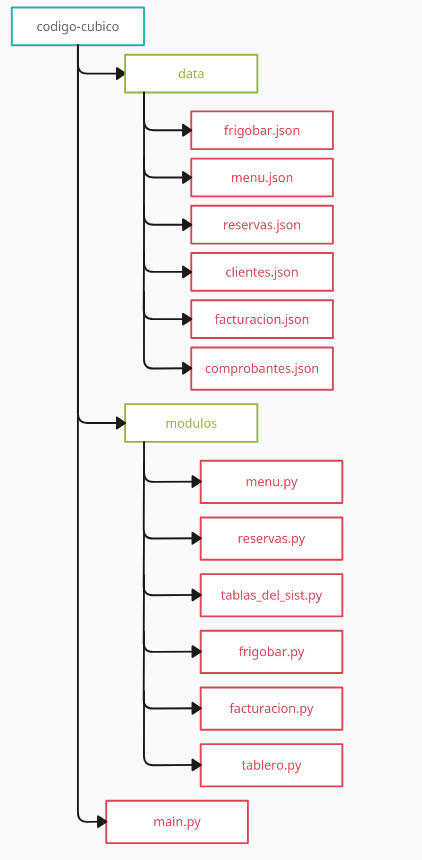 codigo-cubico
data
frigobar.json
menu.json
reservas.json
clientes.json
facturacion.json
comprobantes.json
modulos
menu.py
reservas.py
tablas_del_sist.py
frigobar.py
facturacion.py
tablero.py
main.py